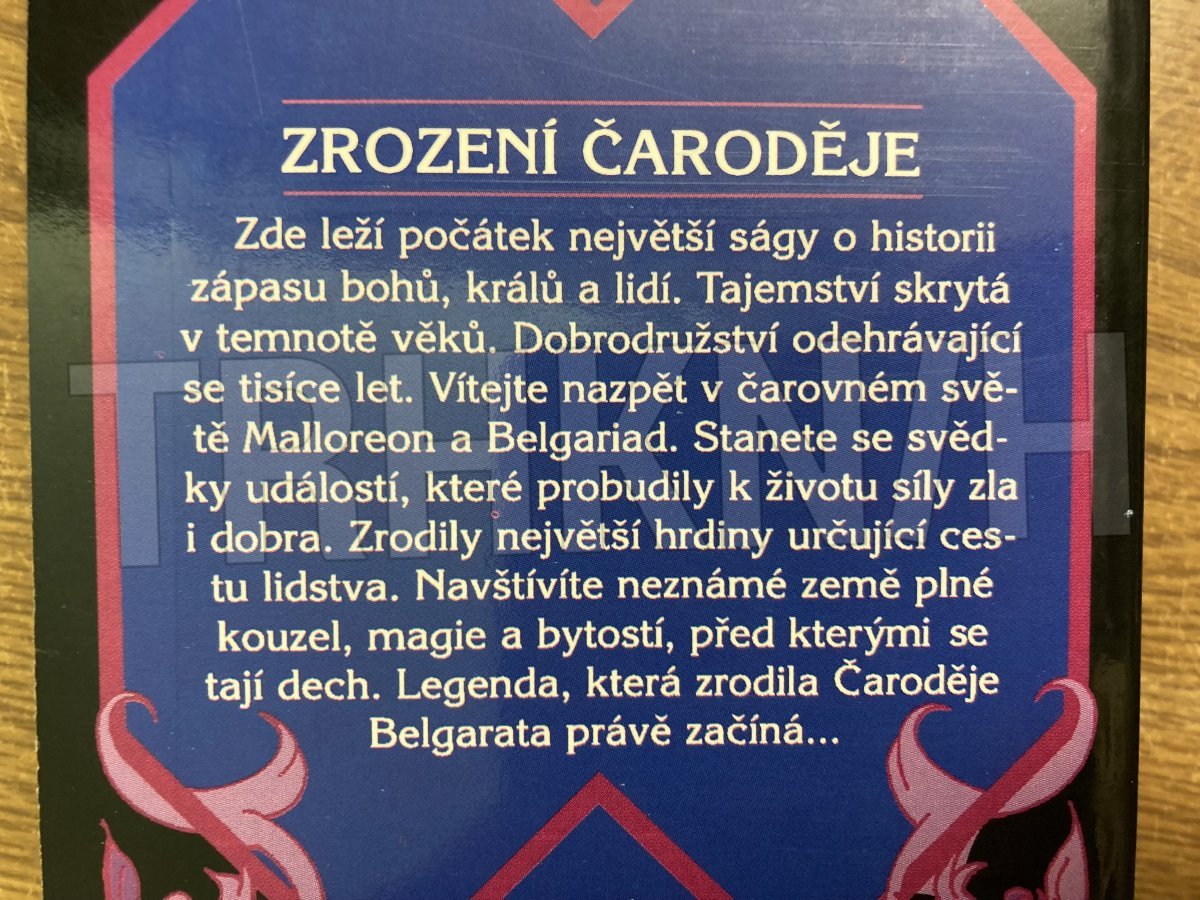 ZROZENÍ ČARODĚJE
Zde leží počátek největší ságy o historii
zápasu bohů, králů a lidí. Tajemství skrytá
v temnotě věků. Dobrodružství odehrávající
se tisíce let. Vítejte nazpět v čarovném svě-
tě Malloreon a Belgariad. Stanete se svěd-
ky událostí, které probudily k životu síly zla
i dobra. Zrodily největší hrdiny určující ces-
tu lidstva. Navštívíte neznámé země plné
kouzel, magie a bytostí, před kterými se
tají dech. Legenda, která zrodila Čaroděje
Belgarata právě začíná...